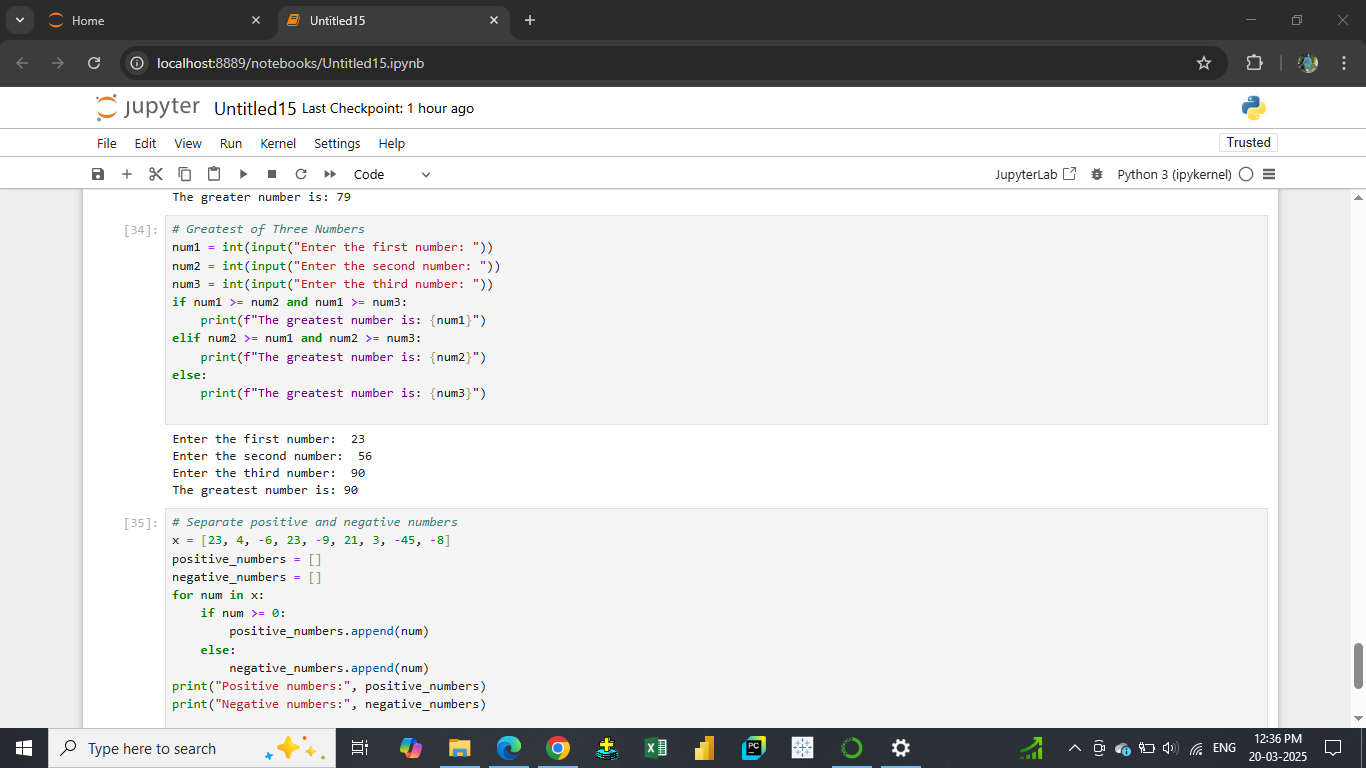 Home
Untitled15
localhost:8889/notebooks/Untitled15.ipynb
jupyter Untitled15 Last Checkpoint: 1 hour ago
File Edit View Run Kernel Settings Help
Trusted
Code
JupyterLab
Python 3 (ipykernel)
The greater number is: 79
[34]:
# Greatest of Three Numbers
num1 = int(input("Enter the first number: "))
num2 = int(input("Enter the second number: "))
num3 = int(input("Enter the third number: "))
if num1 >= num2 and num1 >= num3:
    print(f"The greatest number is: {num1}")
elif num2 >= num1 and num2 >= num3:
    print(f"The greatest number is: {num2}")
else:
    print(f"The greatest number is: {num3}")
Enter the first number:  23
Enter the second number:  56
Enter the third number:  90
The greatest number is: 90
[35]:
# Separate positive and negative numbers
x = [23, 4, -6, 23, -9, 21, 3, -45, -8]
positive_numbers = []
negative_numbers = []
for num in x:
    if num >= 0:
        positive_numbers.append(num)
    else:
        negative_numbers.append(num)
print("Positive numbers:", positive_numbers)
print("Negative numbers:", negative_numbers)
Type here to search
PC
ENG
12:36 PM
20-03-2025